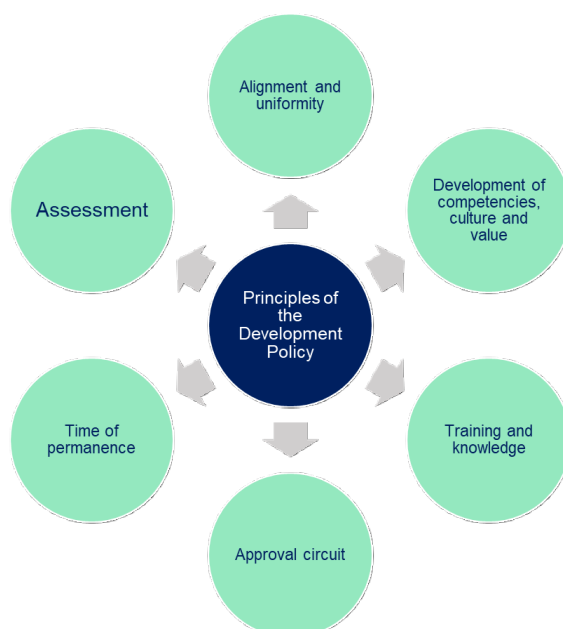 Alignment and
uniformity
Development of
competencies,
culture and
value
Training and
knowledge
Approval circuit
Time of
permanence
Assessment
Principles of
the
Development
Policy